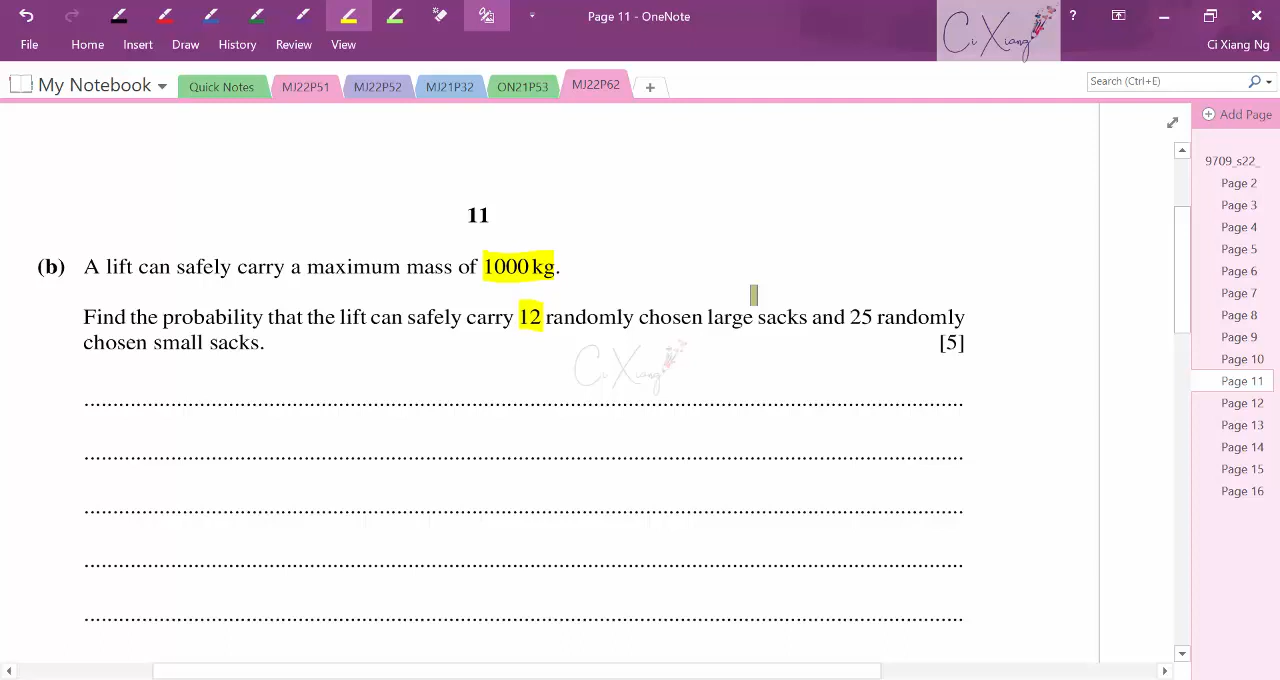 Page 11 - OneNote
Ci Xiang
?
File Home Insert Draw History Review View
Ci Xiang Ng
My Notebook
Quick Notes
MJ22P51
MJ22P52
MJ21P32
ON21P53
MJ22P62
+
Search (Ctrl+E)
Add Page
9709_s22_
Page 2
Page 3
Page 4
Page 5
Page 6
Page 7
Page 8
Page 9
Page 10
Page 11
Page 12
Page 13
Page 14
Page 15
Page 16
11
(b) A lift can safely carry a maximum mass of 1000 kg.
Find the probability that the lift can safely carry 12 randomly chosen large sacks and 25 randomly
chosen small sacks. [5]
Ci Xiang